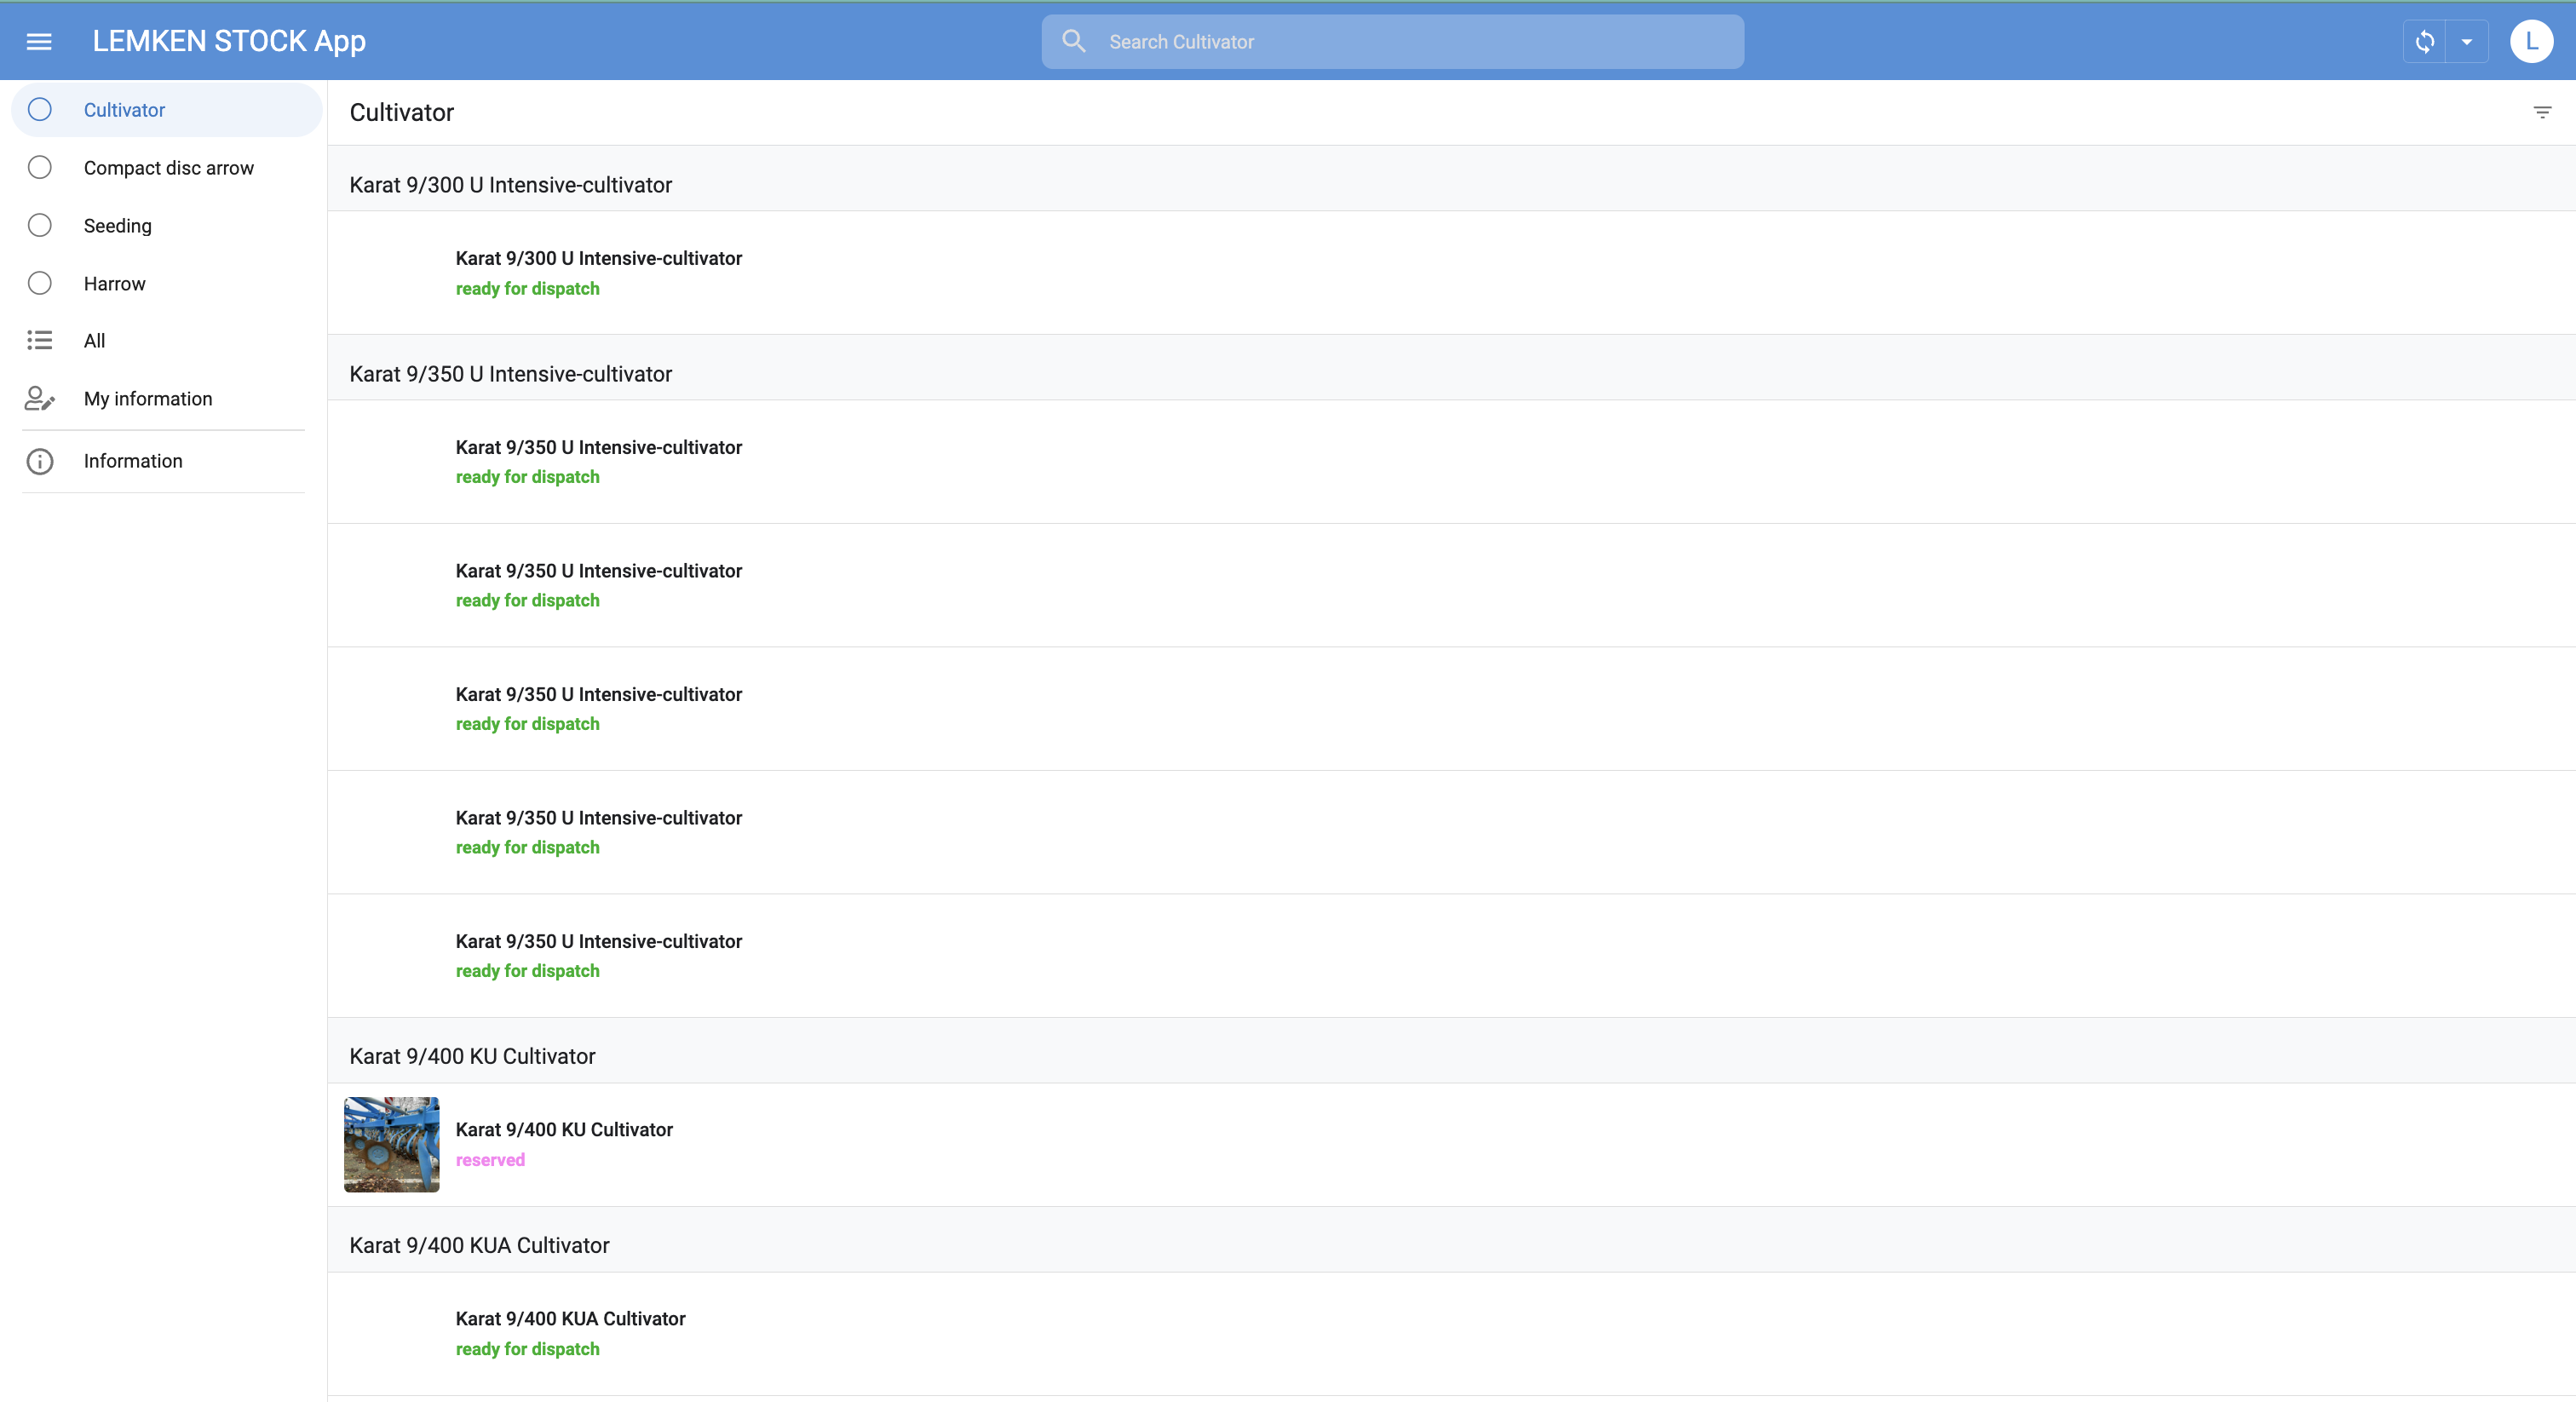 LEMKEN STOCK App
Search Cultivator
L
Cultivator
Compact disc arrow
Seeding
Harrow
All
My information
Information
Cultivator
Karat 9/300 U Intensive-cultivator
Karat 9/300 U Intensive-cultivator
ready for dispatch
Karat 9/350 U Intensive-cultivator
Karat 9/350 U Intensive-cultivator
ready for dispatch
Karat 9/350 U Intensive-cultivator
ready for dispatch
Karat 9/350 U Intensive-cultivator
ready for dispatch
Karat 9/350 U Intensive-cultivator
ready for dispatch
Karat 9/350 U Intensive-cultivator
ready for dispatch
Karat 9/400 KU Cultivator
Karat 9/400 KU Cultivator
reserved
Karat 9/400 KUA Cultivator
Karat 9/400 KUA Cultivator
ready for dispatch